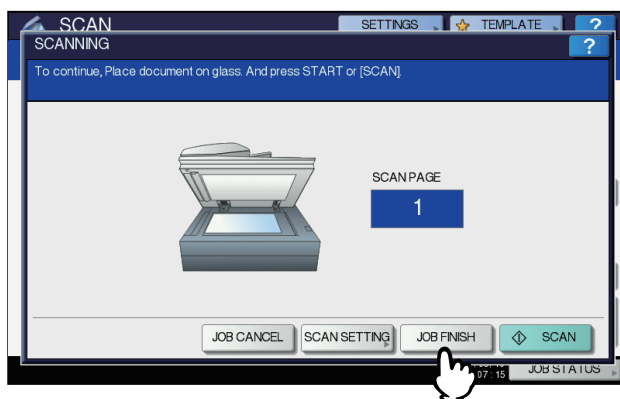 SCAN
SETTINGS
TEMPLATE
?
SCANNING
?
To continue, Place document on glass. And press START or [SCAN].
SCAN PAGE
1
JOB CANCEL
SCAN SETTING
JOB FINISH
SCAN
07 : 15
JOB STATUS